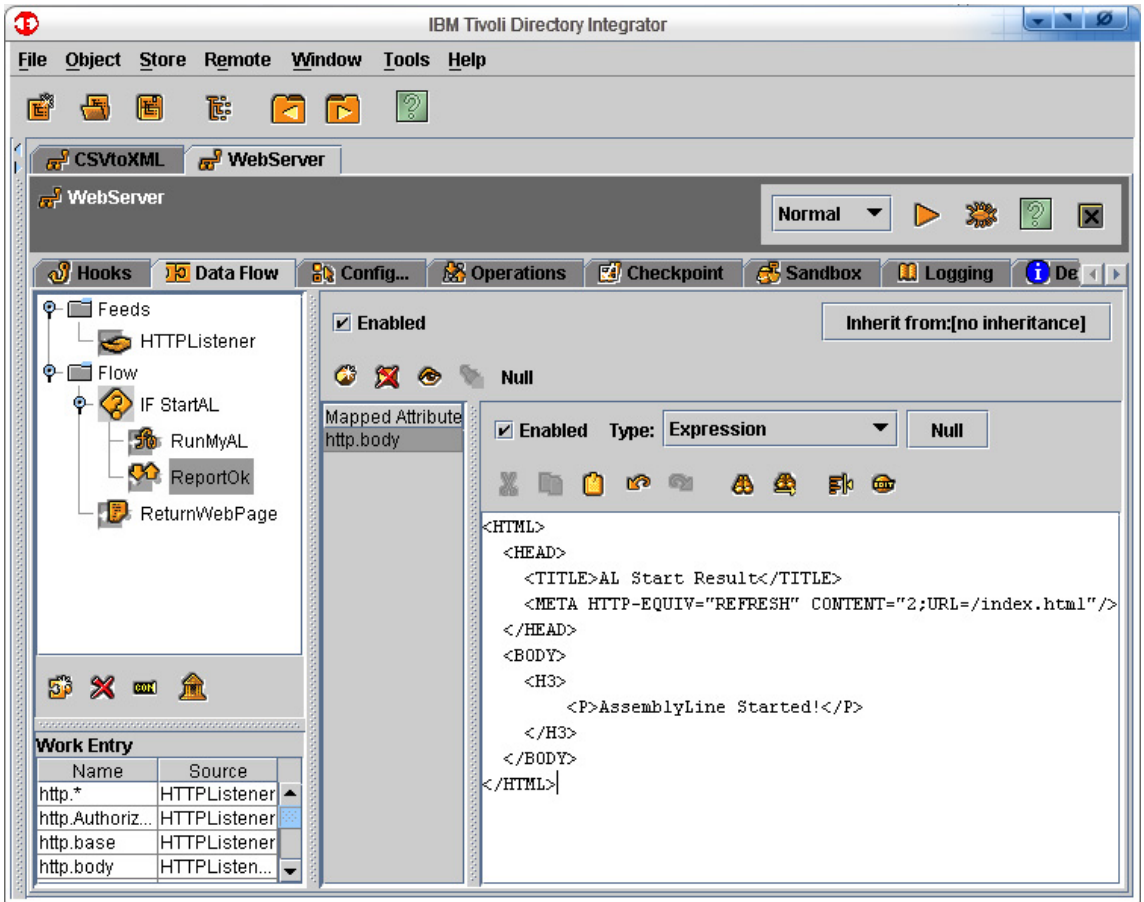 IBM Tivoli Directory Integrator
File Object Store Remote Window Tools Help
CSVtoXML WebServer
WebServer
Normal
Hooks Data Flow Config... Operations Checkpoint Sandbox Logging De
Feeds
HTTPListener
Flow
IF StartAL
RunMyAL
ReportOk
ReturnWebPage
Enabled
Inherit from:[no inheritance]
Null
Mapped Attribute
http.body
Enabled Type: Expression Null
<HTML>
<HEAD>
<TITLE>AL Start Result</TITLE>
<META HTTP-EQUIV="REFRESH" CONTENT="2;URL=/index.html"/>
</HEAD>
<BODY>
<H3>
<P>AssemblyLine Started!</P>
</H3>
</BODY>
</HTML>
Work Entry
Name Source
http.* HTTPListener
http.Authoriz... HTTPListener
http.base HTTPListener
http.body HTTPListen...